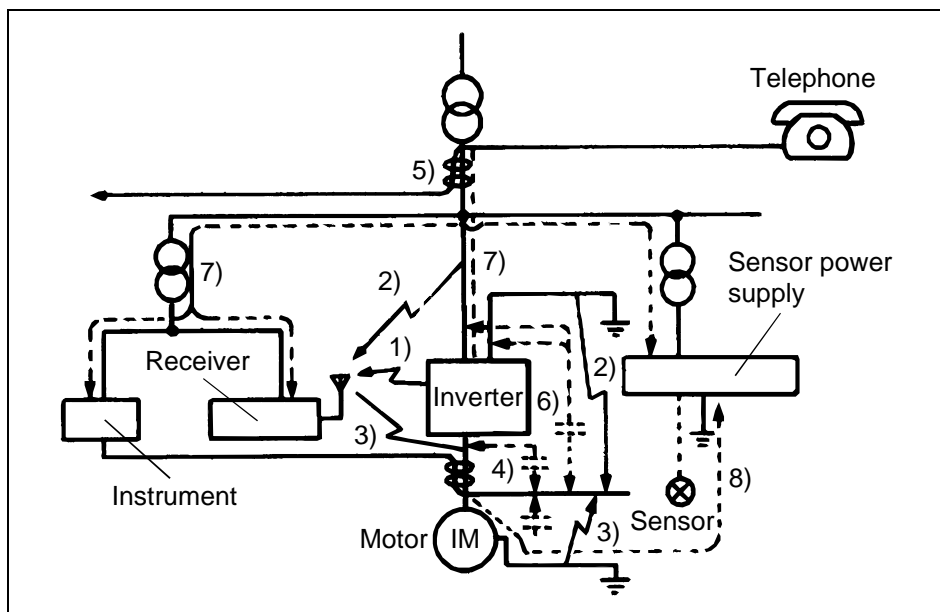 Telephone
5)
7)
2)
7)
Sensor power
supply
Receiver
1)
2)
Inverter
6)
3)
Instrument
4)
8)
Sensor
3)
Motor
IM